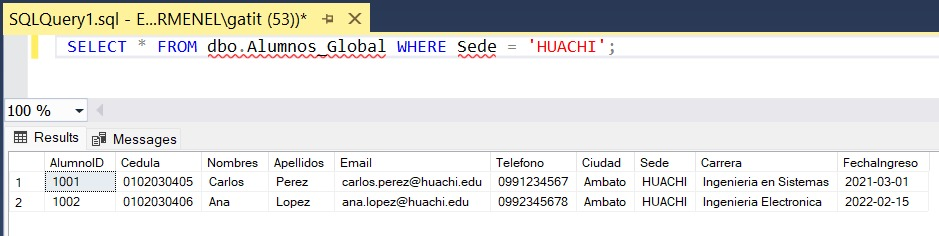 SQLQuery1.sql - E...RMENEL\gatit (53))*
SELECT * FROM dbo.Alumnos_Global WHERE Sede = 'HUACHI';
100 %
Results Messages
AlumnoID Cedula Nombres Apellidos Email Telefono Ciudad Sede Carrera FechaIngreso
1 1001 0102030405 Carlos Perez carlos.perez@huachi.edu 0991234567 Ambato HUACHI Ingenieria en Sistemas 2021-03-01
2 1002 0102030406 Ana Lopez ana.lopez@huachi.edu 0992345678 Ambato HUACHI Ingenieria Electronica 2022-02-15